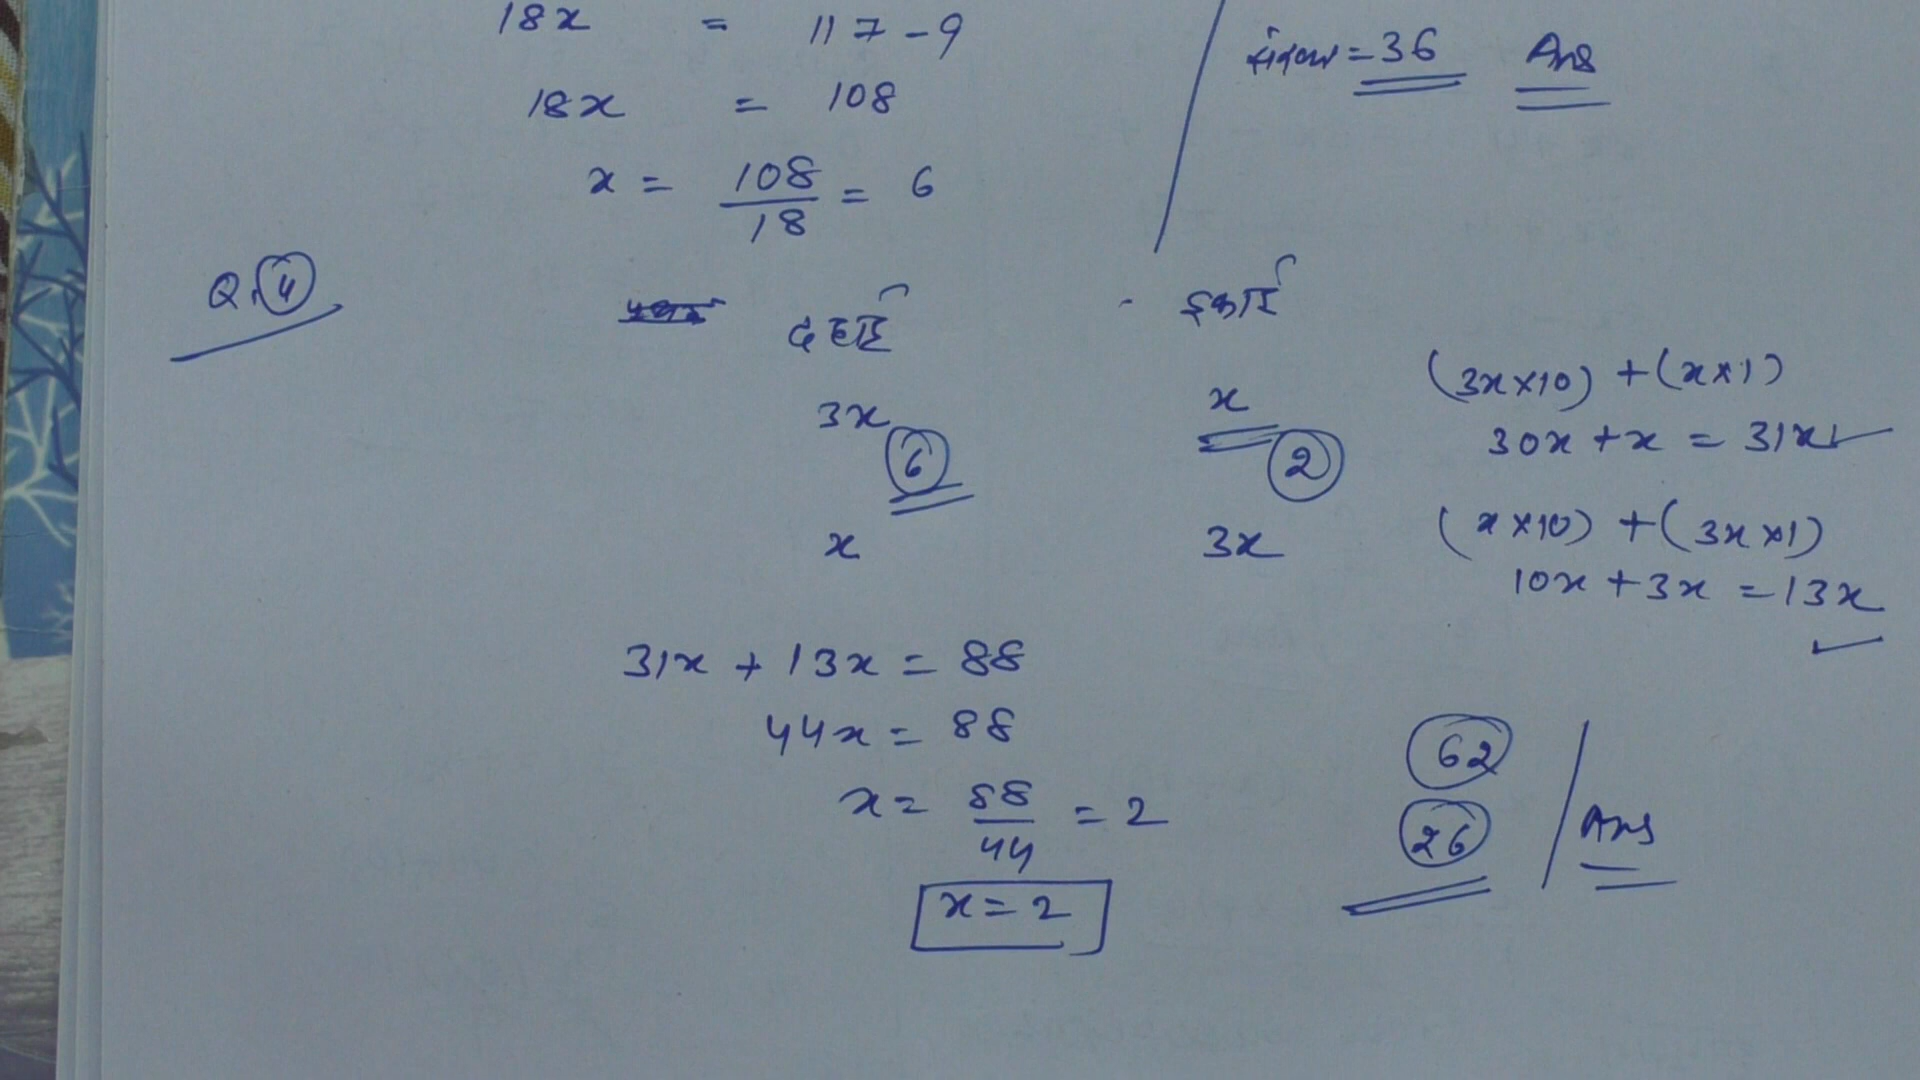 18x = 117 - 9
18x = 108
x = 108/18 = 6
संख्या = 36 Ans
Q.4
दहाई इकाई
3x 6 x 2
(3x×10) + (x×1)
30x + x = 31x
x 3x
(x×10) + (3x×1)
10x + 3x = 13x
31x + 13x = 88
44x = 88
x = 88/44 = 2
x = 2
62
26 Ans